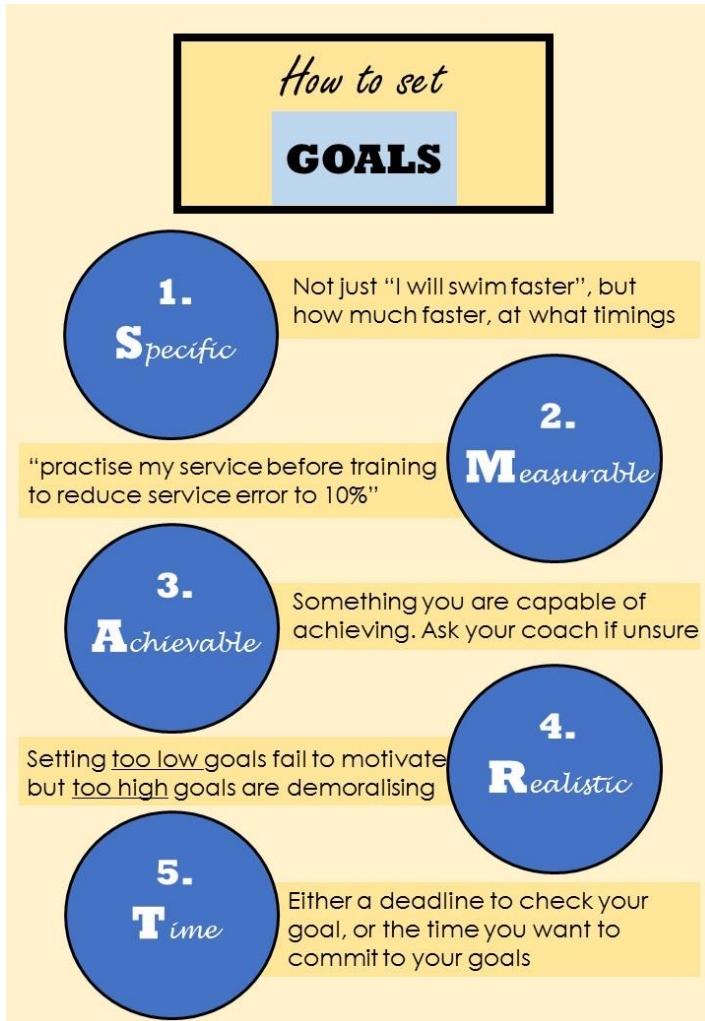 How to set
GOALS
1.
Specific
Not just “I will swim faster”, but
how much faster, at what timings
2.
Measurable
“practise my service before training
to reduce service error to 10%”
3.
Achievable
Something you are capable of
achieving. Ask your coach if unsure
4.
Realistic
Setting too low goals fail to motivate
but too high goals are demoralising
5.
Time
Either a deadline to check your
goal, or the time you want to
commit to your goals